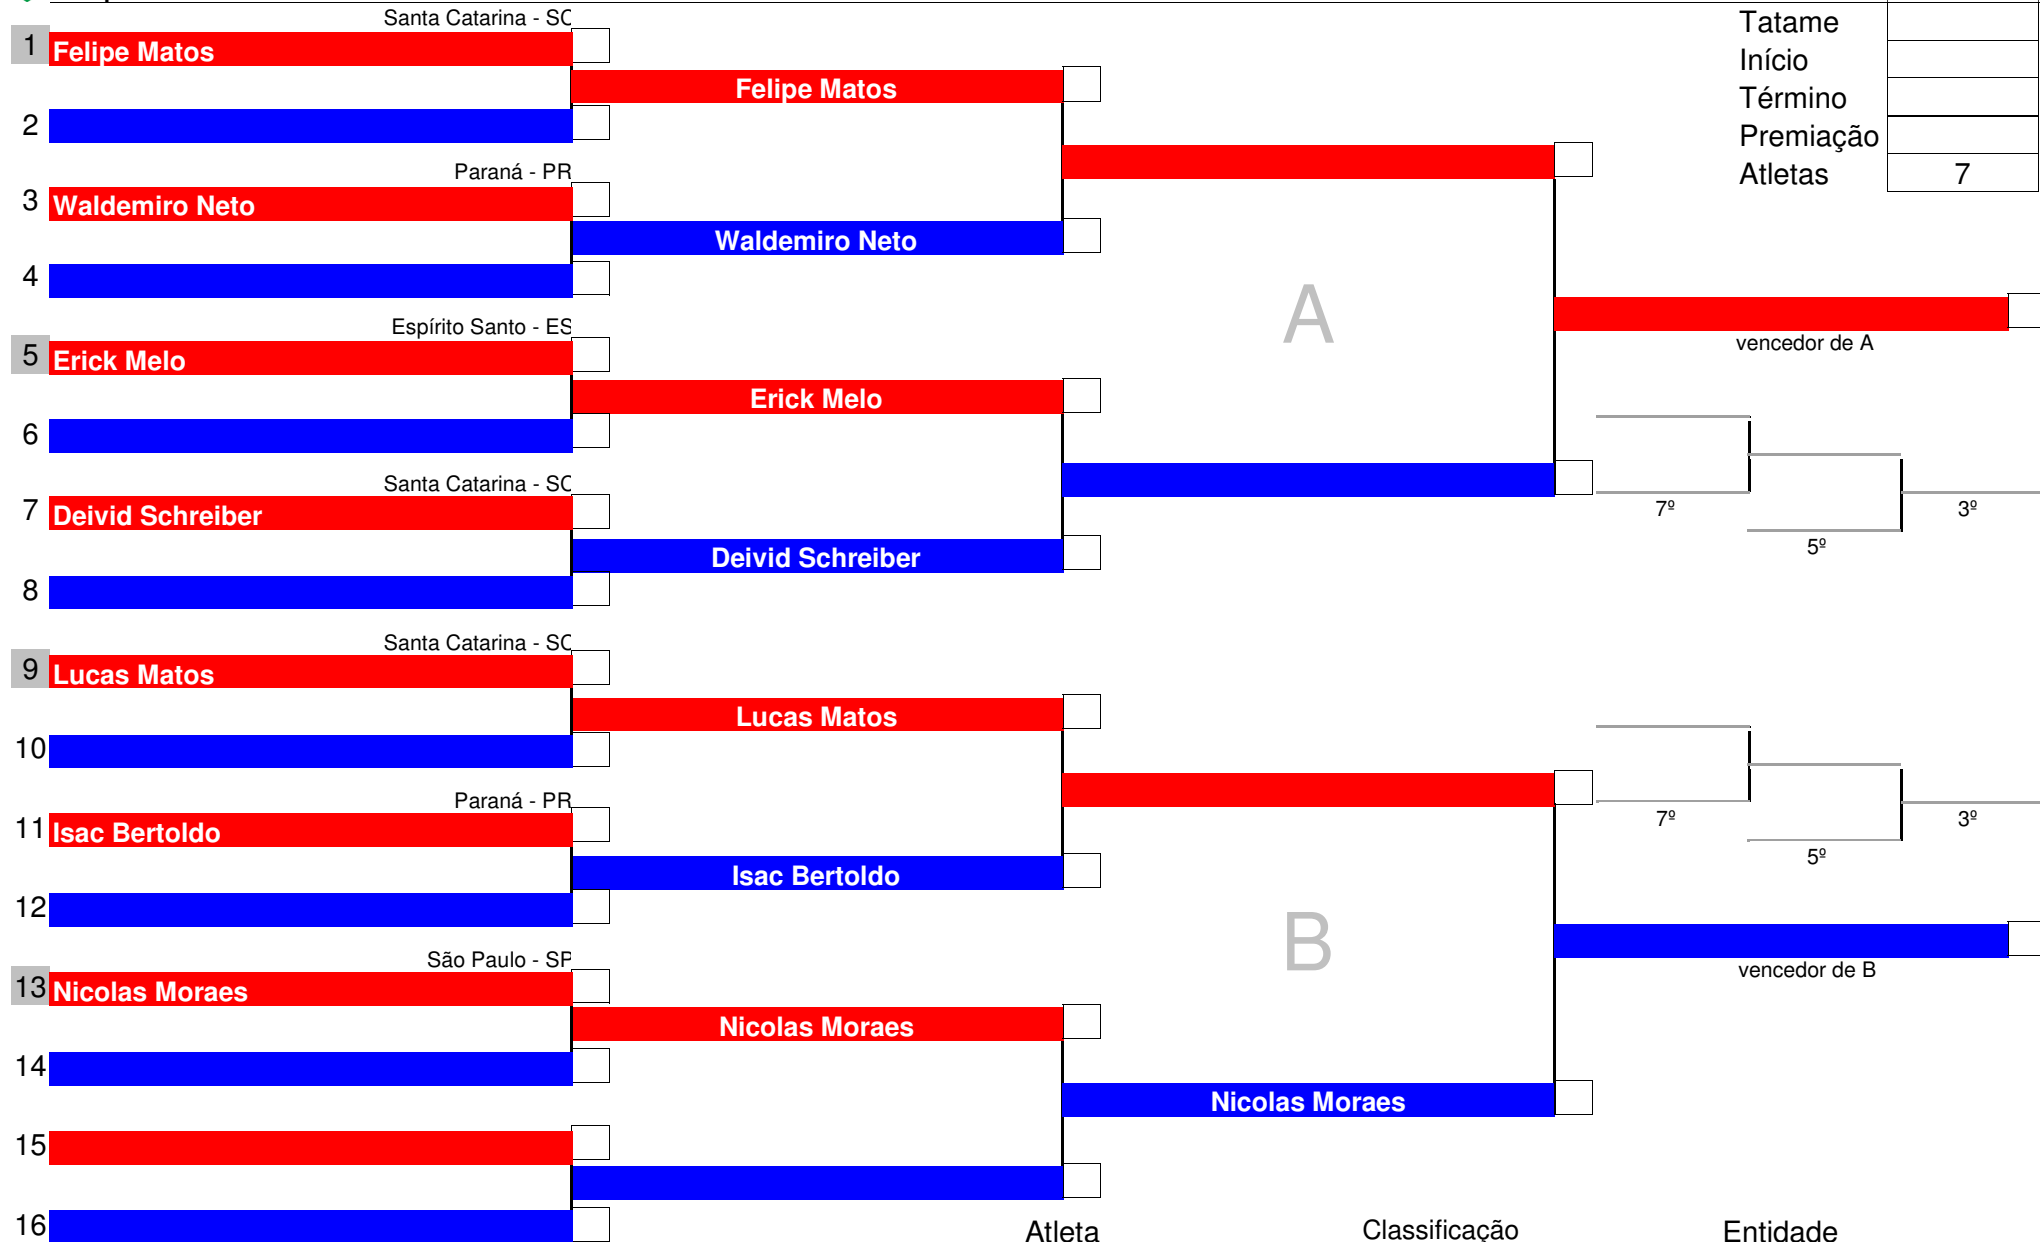 Santa Catarina - SC
1 Felipe Matos
Felipe Matos
2
Paraná - PR
3 Waldemiro Neto
Waldemiro Neto
4
Espírito Santo - ES
5 Erick Melo
Erick Melo
6
Santa Catarina - SC
7 Deivid Schreiber
Deivid Schreiber
8
Santa Catarina - SC
9 Lucas Matos
Lucas Matos
10
Paraná - PR
11 Isac Bertoldo
Isac Bertoldo
12
São Paulo - SP
13 Nicolas Moraes
Nicolas Moraes
14
Nicolas Moraes
15
16
A
B
Tatame
Início
Término
Premiação
Atletas 7
vencedor de A
7º
3º
5º
7º
3º
5º
vencedor de B
Atleta Classificação Entidade